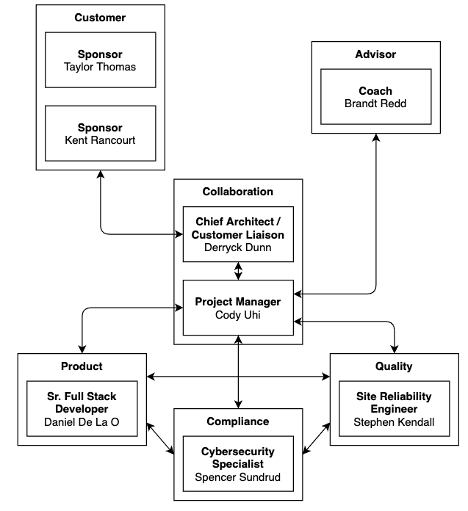 Customer
Sponsor
Taylor Thomas
Sponsor
Kent Rancourt
Advisor
Coach
Brandt Redd
Collaboration
Chief Architect /
Customer Liaison
Derryck Dunn
Project Manager
Cody Uhi
Product
Sr. Full Stack
Developer
Daniel De La O
Quality
Site Reliability
Engineer
Stephen Kendall
Compliance
Cybersecurity
Specialist
Spencer Sundrud